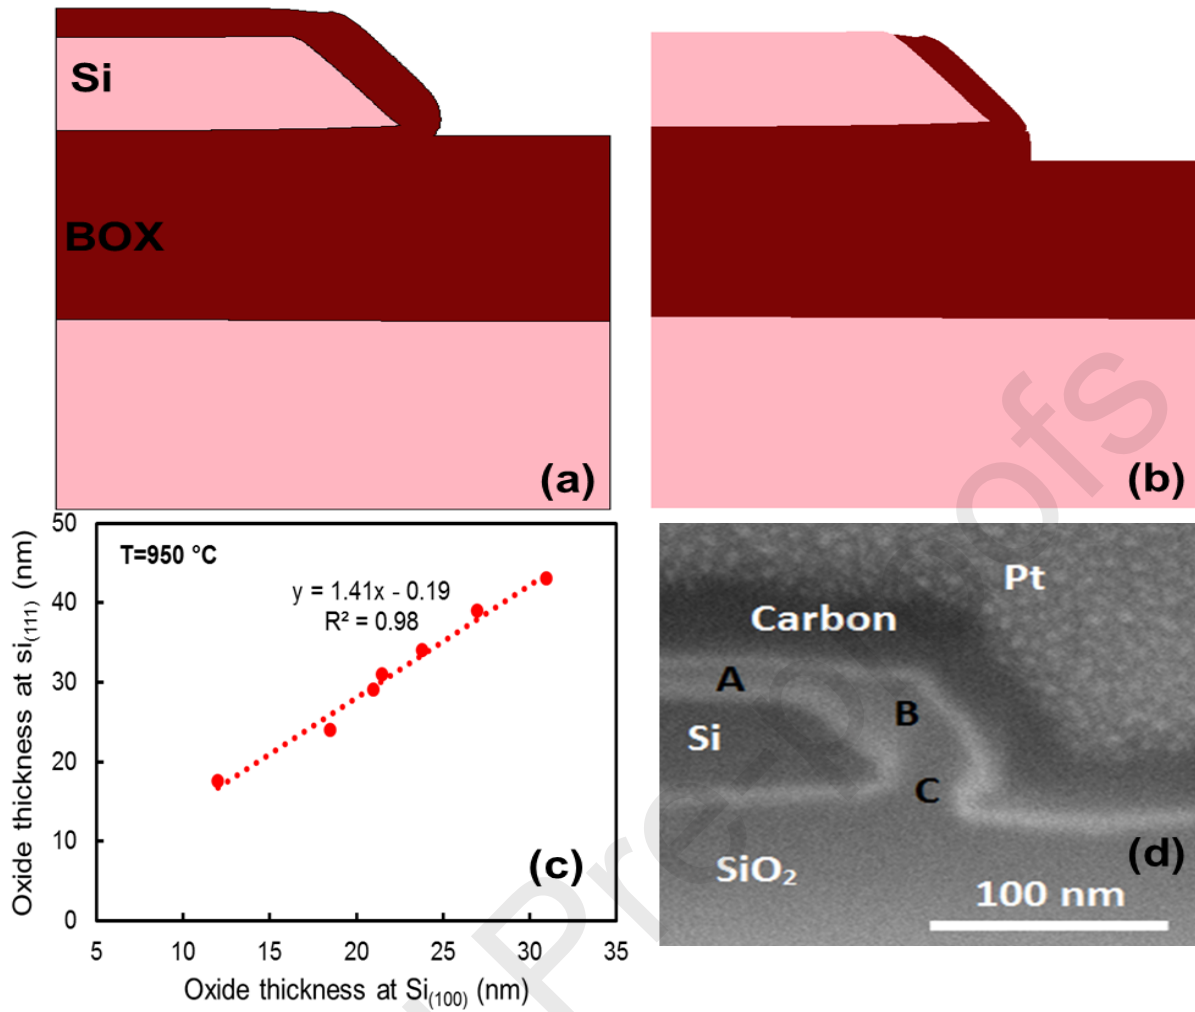 Si
BOX
(a)
(b)
T=950 °C
y = 1.41x - 0.19
R² = 0.98
(c)
Oxide thickness at si(111) (nm)
50
40
30
20
10
0
5 10 15 20 25 30 35
Oxide thickness at Si(100) (nm)
Pt
Carbon
A
B
Si
C
SiO₂
(d)
100 nm
Pre
ofs